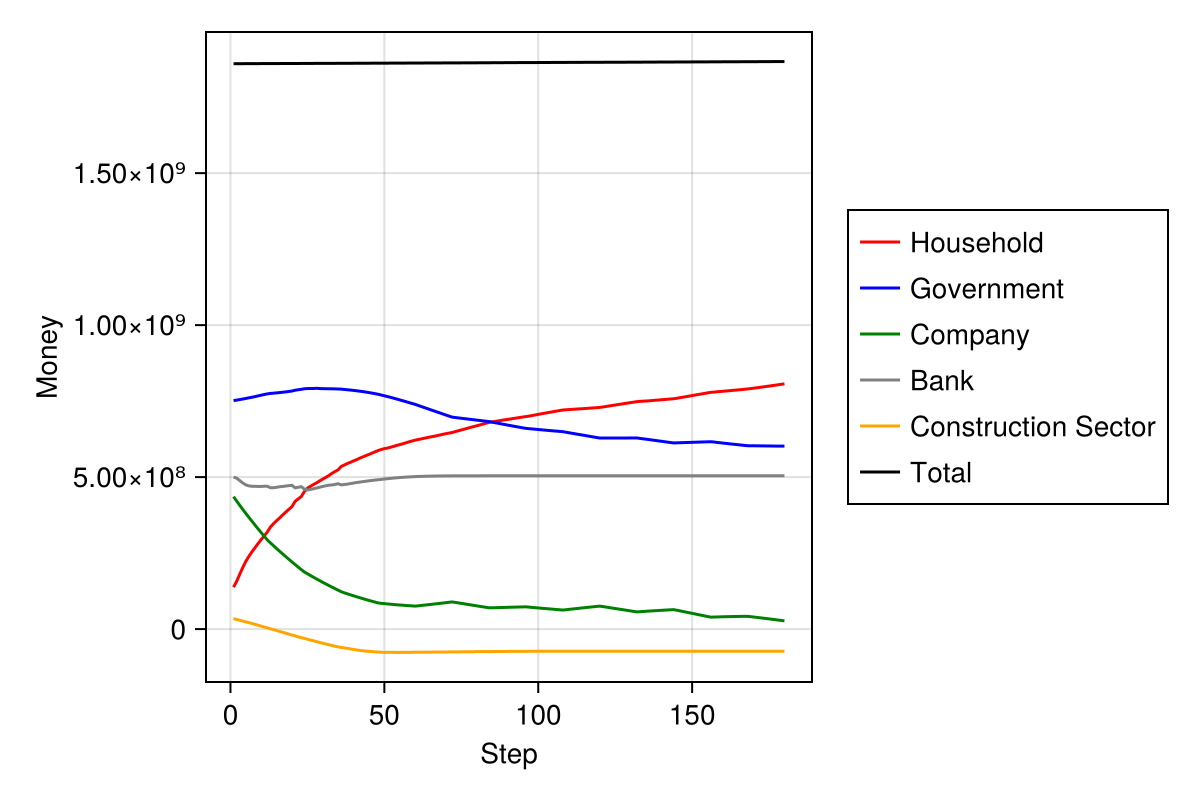 1.50×10⁹
1.00×10⁹
5.00×10⁸
0
Money
0 50 100 150
Step
Household
Government
Company
Bank
Construction Sector
Total